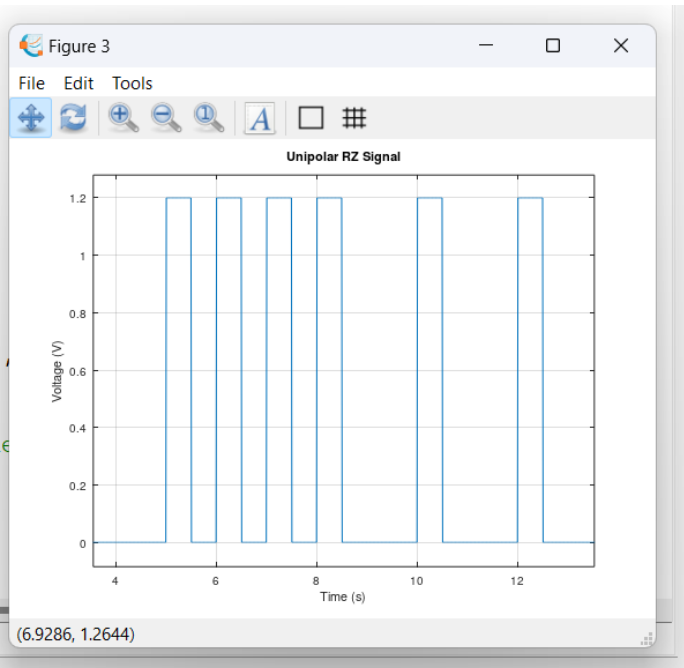 Figure 3
File Edit Tools
A
Unipolar RZ Signal
1.2
1
0.8
0.6
0.4
0.2
0
Voltage (V)
4 6 8 10 12
Time (s)
(6.9286, 1.2644)